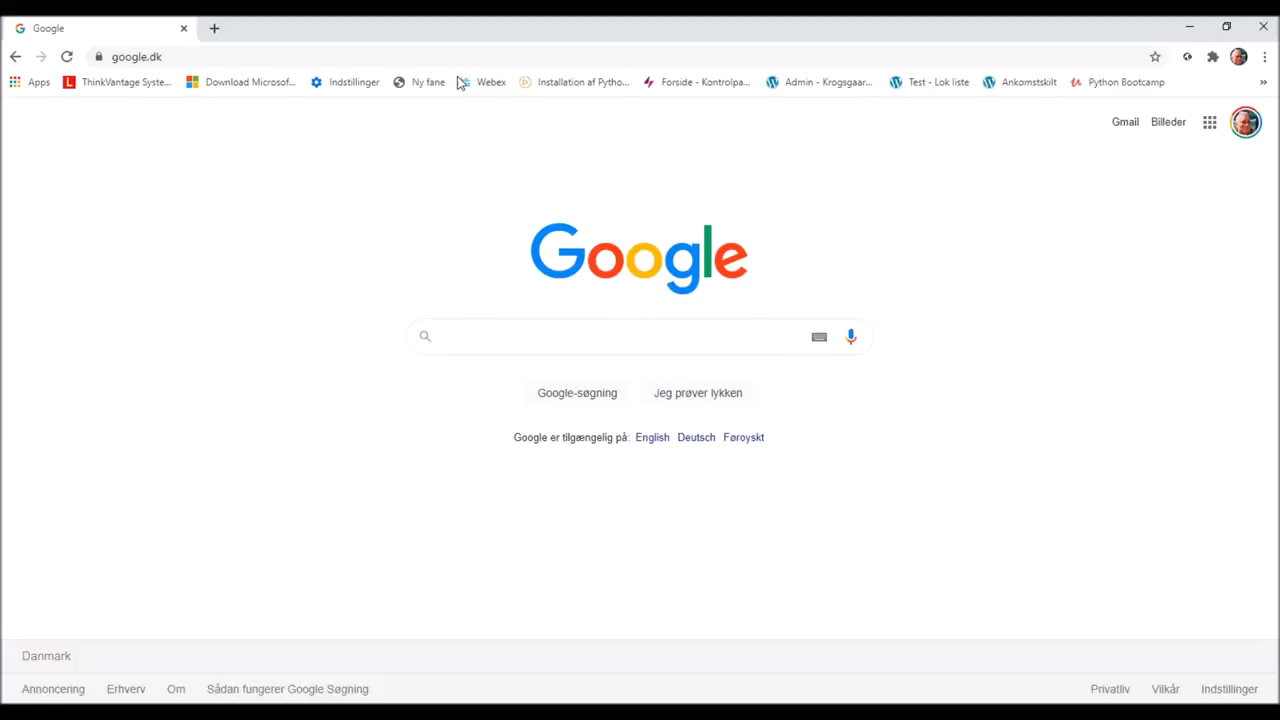 Google
google.dk
Apps ThinkVantage Syste... Download Microsof... Indstillinger Ny fane Webex Installation af Pytho... Forside - Kontrolpa... Admin - Krogsgaar... Test - Lok liste Ankomstskilt Python Bootcamp »
Gmail Billeder
Google
Google-søgning Jeg prøver lykken
Google er tilgængelig på: English Deutsch Føroyskt
Danmark
Annoncering Erhverv Om Sådan fungerer Google Søgning Privatliv Vilkår Indstillinger